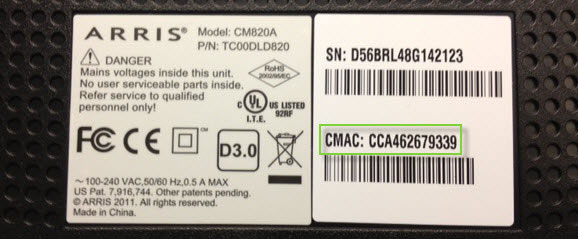 ARRIS®
Model: CM820A
P/N: TC00DLD820
DANGER
Mains voltages inside this unit.
No user serviceable parts inside.
Refer service to qualified
personnel only!
RoHS
2002/95/EC
C UL US LISTED
92RF
I.T.E.
FC CE
D3.0
~100-240 VAC,50/60 Hz,0.5 A MAX
US Pat. 7,916,744. Other patents pending.
© ARRIS 2011. All rights reserved.
Made in China.
SN: D56BRL48G142123
CMAC: CCA462679339